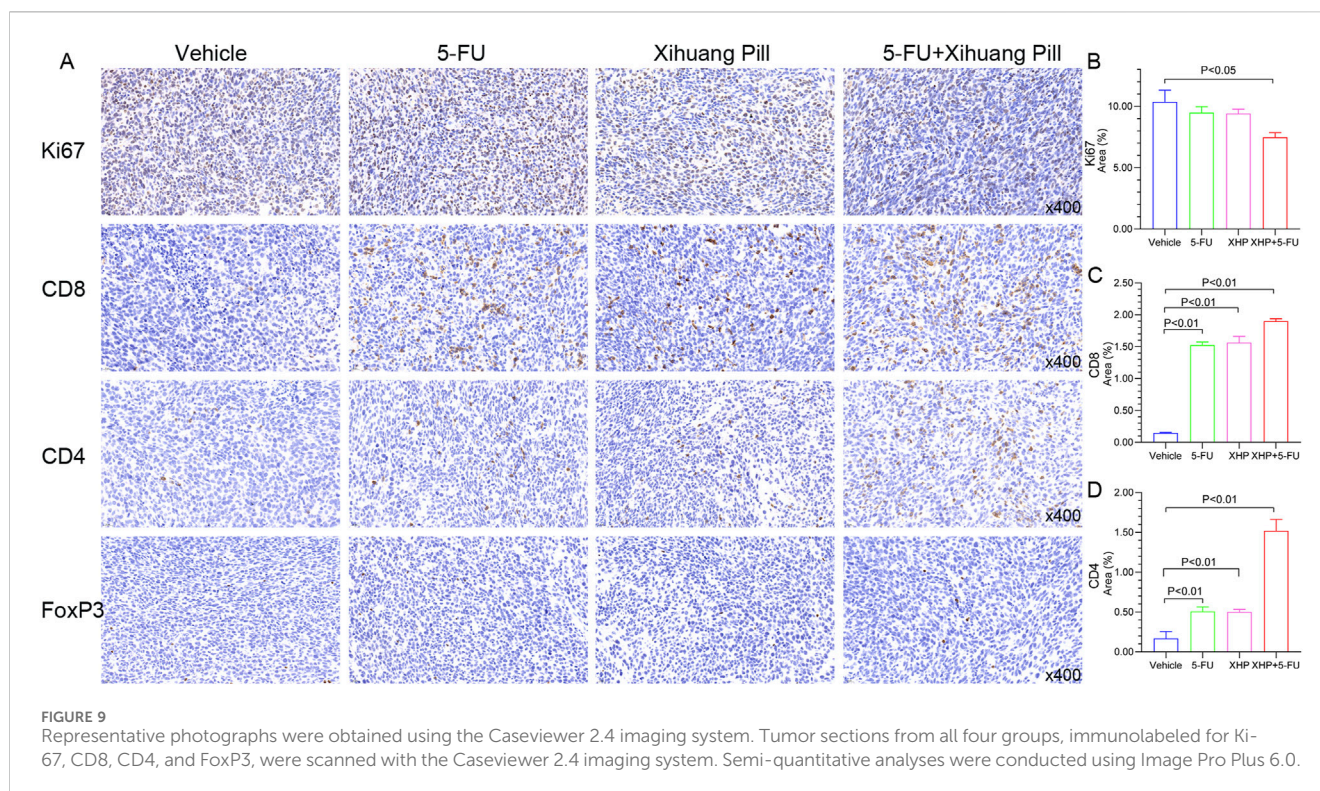 A
Vehicle
5-FU
Xihuang Pill
5-FU+Xihuang Pill
Ki67
x400
CD8
x400
CD4
x400
FoxP3
x400
B
P<0.05
10.00
5.00
0.00
Ki67
Area (%)
Vehicle 5-FU XHP XHP+5-FU
C
2.50
2.00
1.50
1.00
0.50
0.00
P<0.01
P<0.01
P<0.01
CD8
Area (%)
Vehicle 5-FU XHP XHP+5-FU
D
2.00
1.50
1.00
0.50
0.00
P<0.01
P<0.01
P<0.01
CD4
Area (%)
Vehicle 5-FU XHP XHP+5-FU
FIGURE 9
Representative photographs were obtained using the Caseviewer 2.4 imaging system. Tumor sections from all four groups, immunolabeled for Ki-
67, CD8, CD4, and FoxP3, were scanned with the Caseviewer 2.4 imaging system. Semi-quantitative analyses were conducted using Image Pro Plus 6.0.